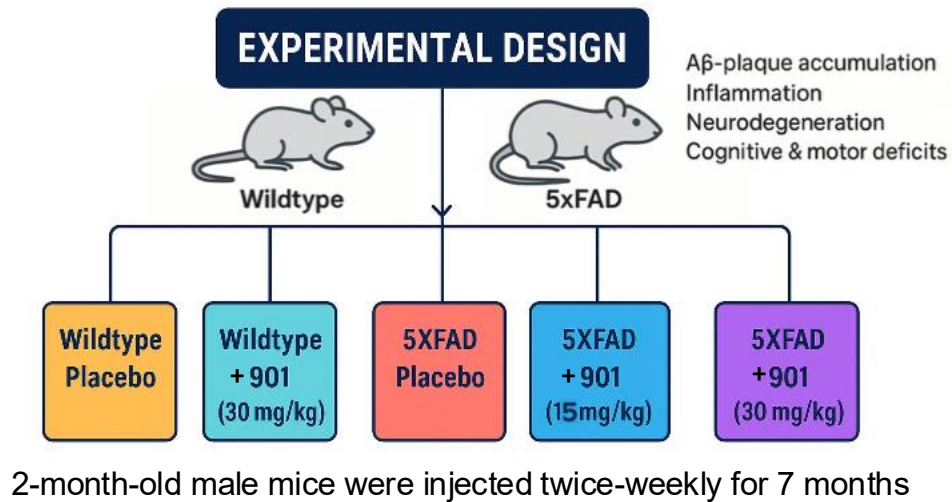 EXPERIMENTAL DESIGN
Aβ-plaque accumulation
Inflammation
Neurodegeneration
Cognitive & motor deficits
Wildtype
5xFAD
Wildtype
Placebo
Wildtype
+ 901
(30 mg/kg)
5XFAD
Placebo
5XFAD
+ 901
(15mg/kg)
5XFAD
+ 901
(30 mg/kg)
2-month-old male mice were injected twice-weekly for 7 months